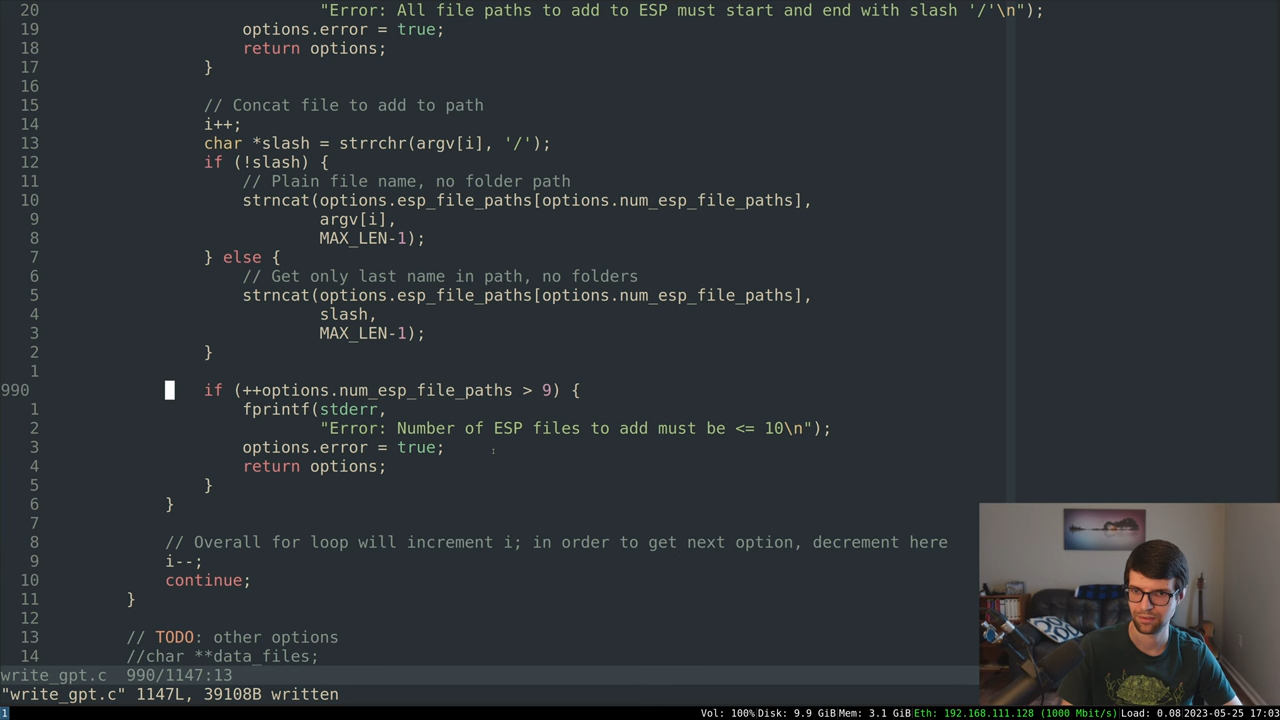 20                              "Error: All file paths to add to ESP must start and end with slash '/'\n");
19                      options.error = true;
18                      return options;
17                  }
16
15                  // Concat file to add to path
14                  i++;
13                  char *slash = strrchr(argv[i], '/');
12                  if (!slash) {
11                      // Plain file name, no folder path
10                      strncat(options.esp_file_paths[options.num_esp_file_paths],
9                              argv[i],
8                              MAX_LEN-1);
7                  } else {
6                      // Get only last name in path, no folders
5                      strncat(options.esp_file_paths[options.num_esp_file_paths],
4                              slash,
3                              MAX_LEN-1);
2                  }
1
990                 if (++options.num_esp_file_paths > 9) {
1                      fprintf(stderr,
2                              "Error: Number of ESP files to add must be <= 10\n");
3                      options.error = true;
4                      return options;
5                  }
6              }
7
8              // Overall for loop will increment i; in order to get next option, decrement here
9              i--;
10             continue;
11         }
12
13         // TODO: other options
14         //char **data_files;
write_gpt.c  990/1147:13
"write_gpt.c" 1147L, 39108B written
1 Vol: 100% Disk: 9.9 GiB Mem: 3.1 GiB Eth: 192.168.111.128 (1000 Mbit/s) Load: 0.08 2023-05-25 17:03